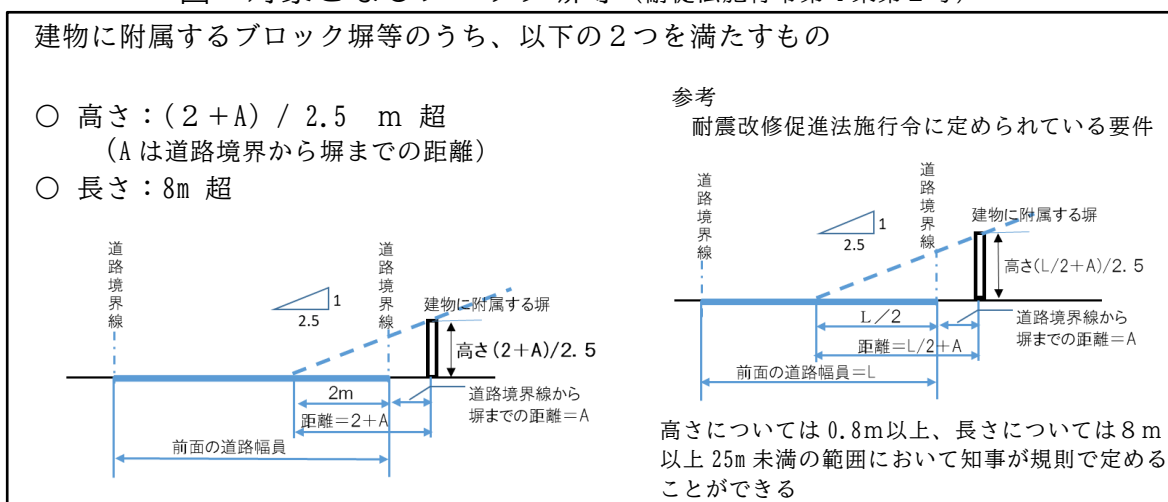 建物に附属するブロック塀等のうち、以下の２つを満たすもの
○ 高さ：(２＋A) / 2.5 m 超
（A は道路境界から塀までの距離）
○ 長さ：8m 超
道路境界線
道路境界線
1
2.5
建物に附属する塀
高さ(2＋A)/2.5
2m
距離＝2＋A
道路境界線から
塀までの距離＝A
前面の道路幅員
参考
耐震改修促進法施行令に定められている要件
道路境界線
道路境界線
1
2.5
建物に附属する塀
高さ(L/2＋A)/2.5
L／2
距離＝L/2＋A
道路境界線から
塀までの距離＝A
前面の道路幅員＝L
高さについては 0.8ｍ以上、長さについては８ｍ
以上 25m 未満の範囲において知事が規則で定める
ことができる